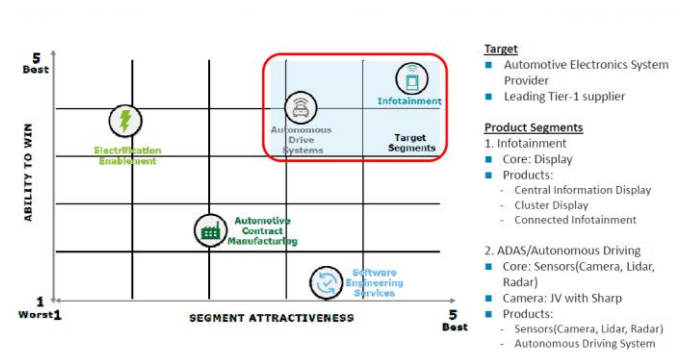 5
Best
ABILITY TO WIN
Infotainment
Autonomous
Drive
Systems
Target
Segments
Electrification
Enablement
Automotive
Contract
Manufacturing
Software
Engineering
Services
1
Worst1
SEGMENT ATTRACTIVENESS
5
Best
Target
Automotive Electronics System
Provider
Leading Tier-1 supplier
Product Segments
1. Infotainment
Core: Display
Products:
- Central Information Display
- Cluster Display
- Connected Infotainment
2. ADAS/Autonomous Driving
Core: Sensors(Camera, Lidar,
Radar)
Camera: JV with Sharp
Products:
- Sensors(Camera, Lidar, Radar)
- Autonomous Driving System